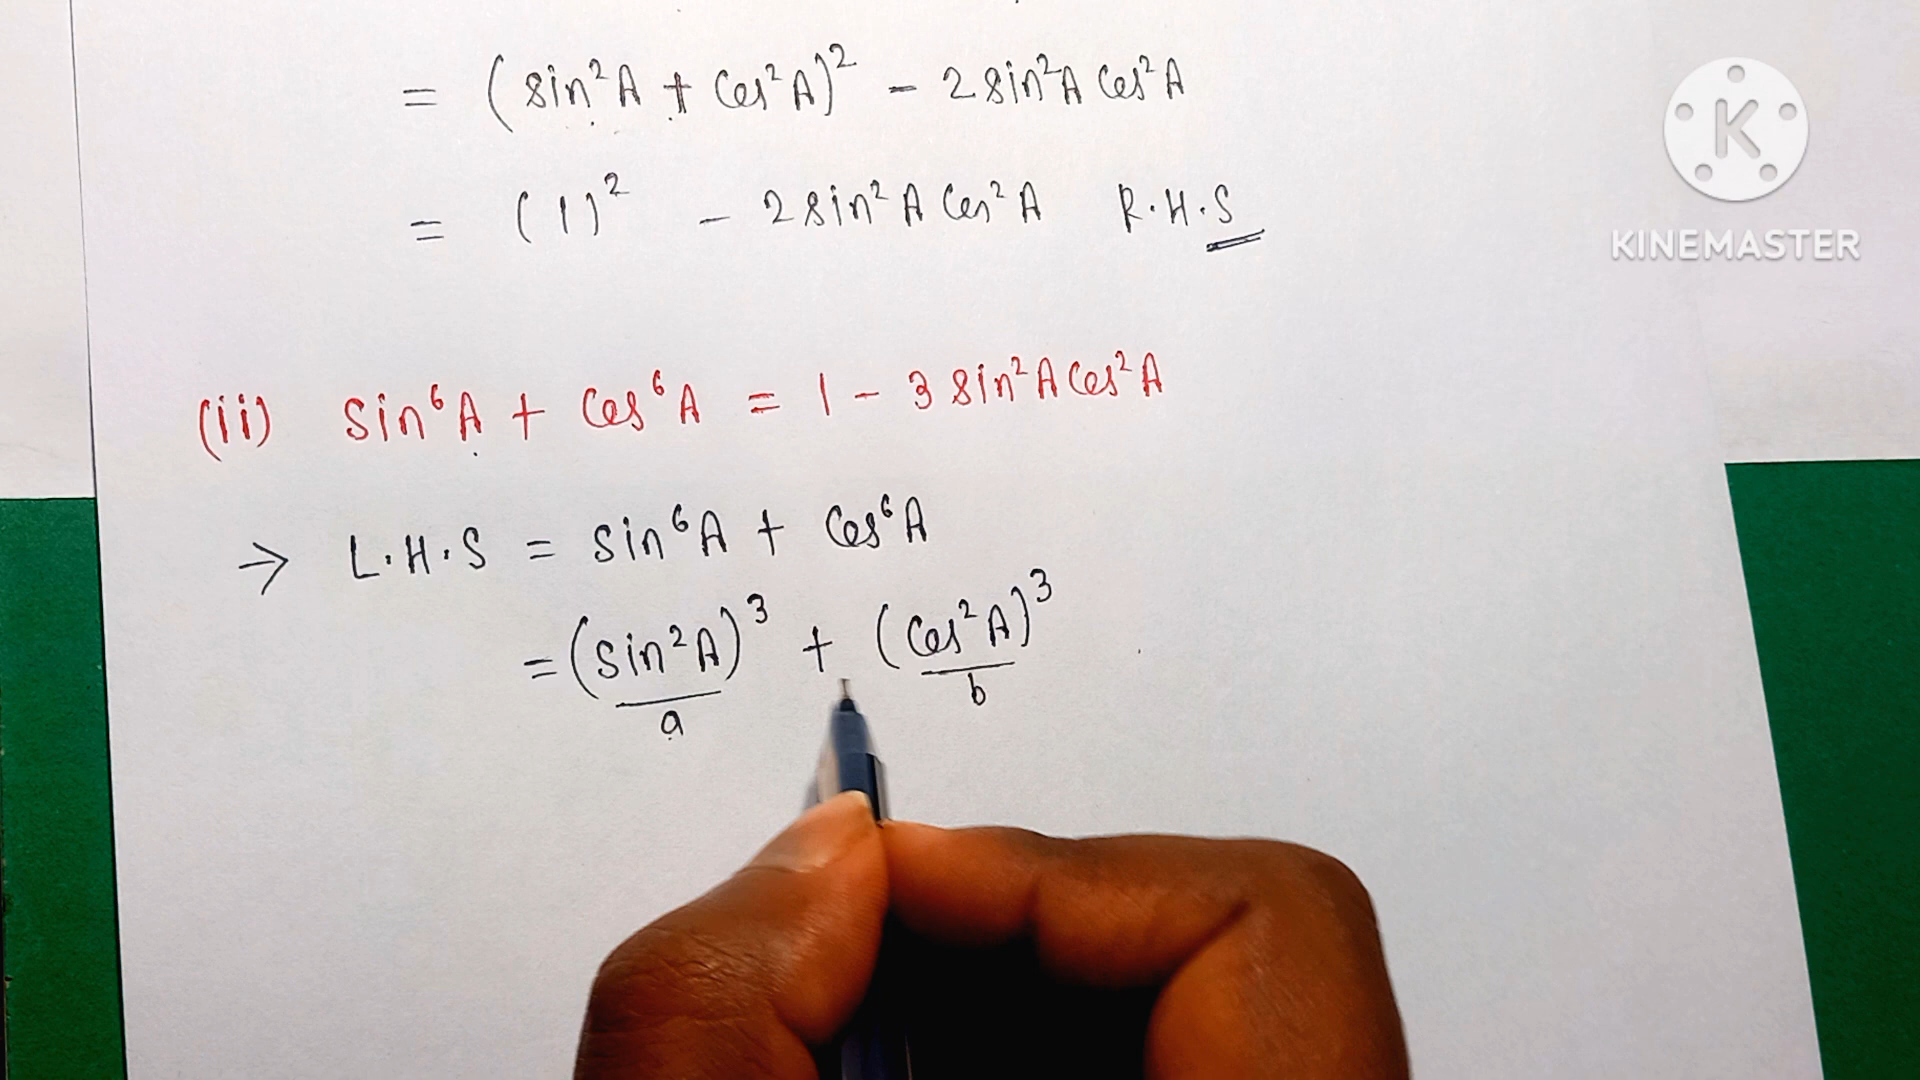 = (sin²A + Cos²A)² - 2sin²A Cos²A
= (1)² - 2sin²A Cos²A R.H.S
(ii) Sin⁶A + Cos⁶A = 1 - 3sin²A Cos²A
→ L.H.S = Sin⁶A + Cos⁶A
= (Sin²A)³ + (Cos²A)³
a b
K
KINEMASTER